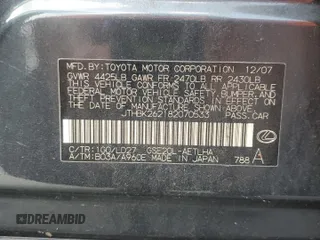 MFD.BY:TOYOTA MOTOR CORPORATION 12/07
GVWR 4425LB GAWR FR 2470LB RR 2430LB
THIS VEHICLE CONFORMS TO ALL APPLICABLE
FEDERAL MOTOR VEHICLE SAFETY, BUMPER, AND
THEFT PREVENTION STANDARDS IN EFFECT ON
THE DATE OF MANUFACTURE SHOWN ABOVE.
JTHBK262182070533 PASS.CAR
C/TR:1G0/LD27 GSE20L-AETLHA
A/TM:B03A/A960E MADE IN JAPAN 788 A